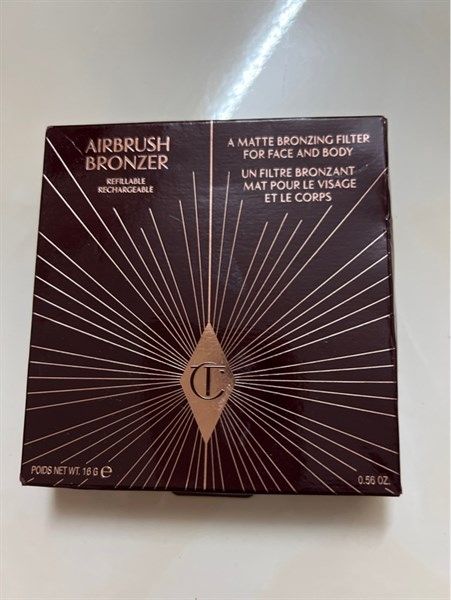 AIRBRUSH
BRONZER
REFILLABLE
RECHARGEABLE
A MATTE BRONZING FILTER
FOR FACE AND BODY
UN FILTRE BRONZANT
MAT POUR LE VISAGE
ET LE CORPS
CT
POIDS NET WT. 16 G ℮
0.56 OZ.